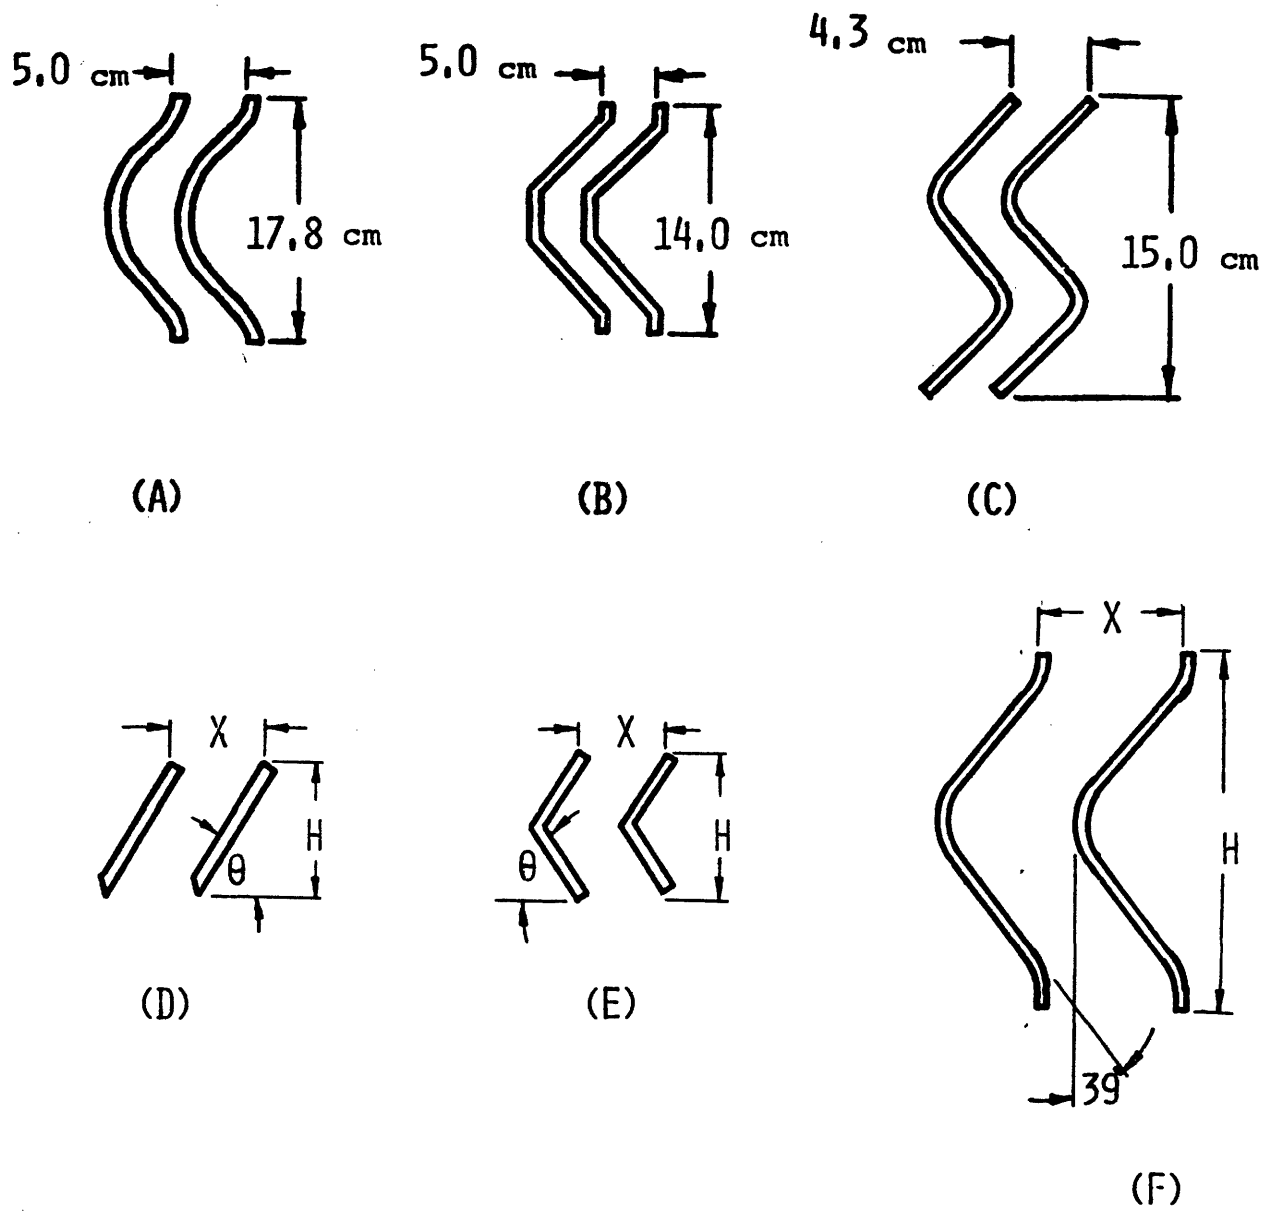 5.0 cm
17.8 cm
(A)
5.0 cm
14.0 cm
(B)
4.3 cm
15.0 cm
(C)
X
H
θ
(D)
X
H
θ
(E)
X
H
39
(F)